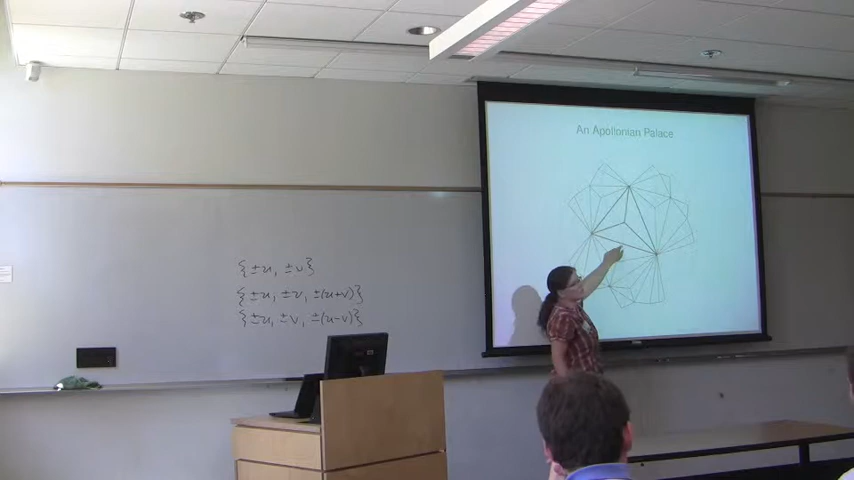 An Apollonian Palace
{±u, ±v}
{±u, ±v, ±(u+v)}
{±u, ±v, ±(u-v)}